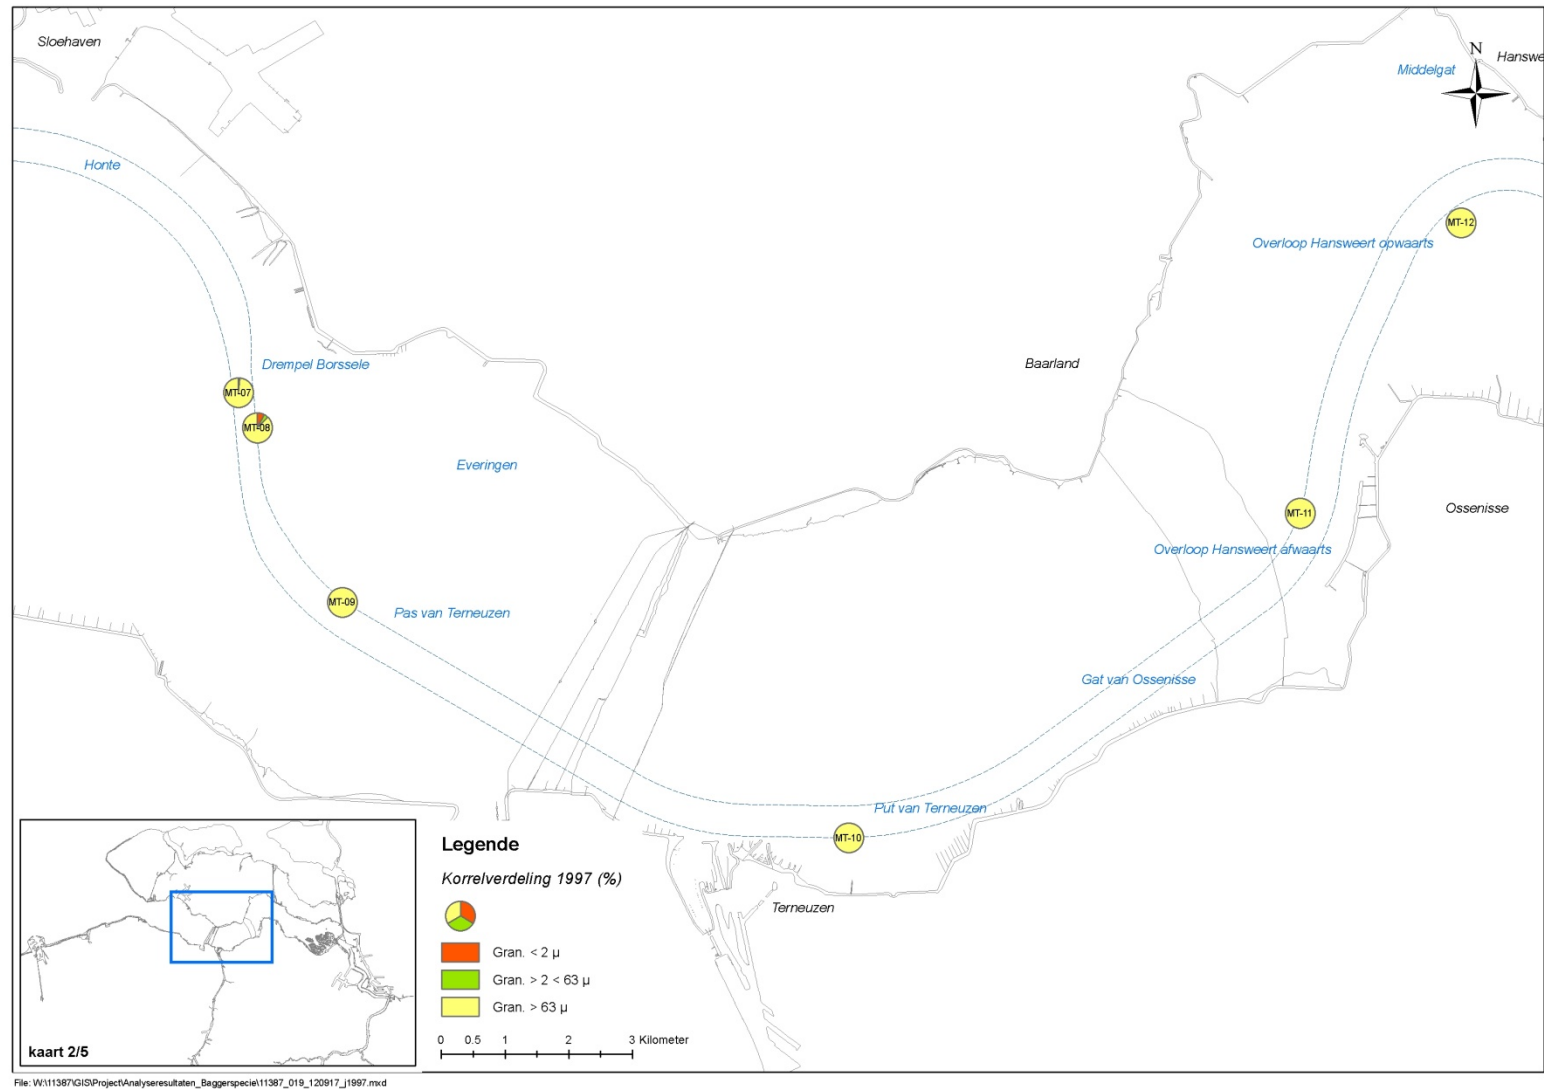 Sloehaven
N
Hanswe
Middelgat
Honte
MT-12
Overloop Hansweert opwaarts
Drempel Borssele
Baarland
MT-07
MT-08
Everingen
Ossenisse
MT-11
Overloop Hansweert afwaarts
MT-09
Pas van Terneuzen
Gat van Ossenisse
Put van Terneuzen
MT-10
Terneuzen
Legende
Korrelverdeling 1997 (%)
Gran. < 2 µ
Gran. > 2 < 63 µ
Gran. > 63 µ
0 0.5 1 2 3 Kilometer
kaart 2/5
File: W:\11387\GIS\Project\Analyseresultaten_Baggerspecie\11387_019_120917_j1997.mxd